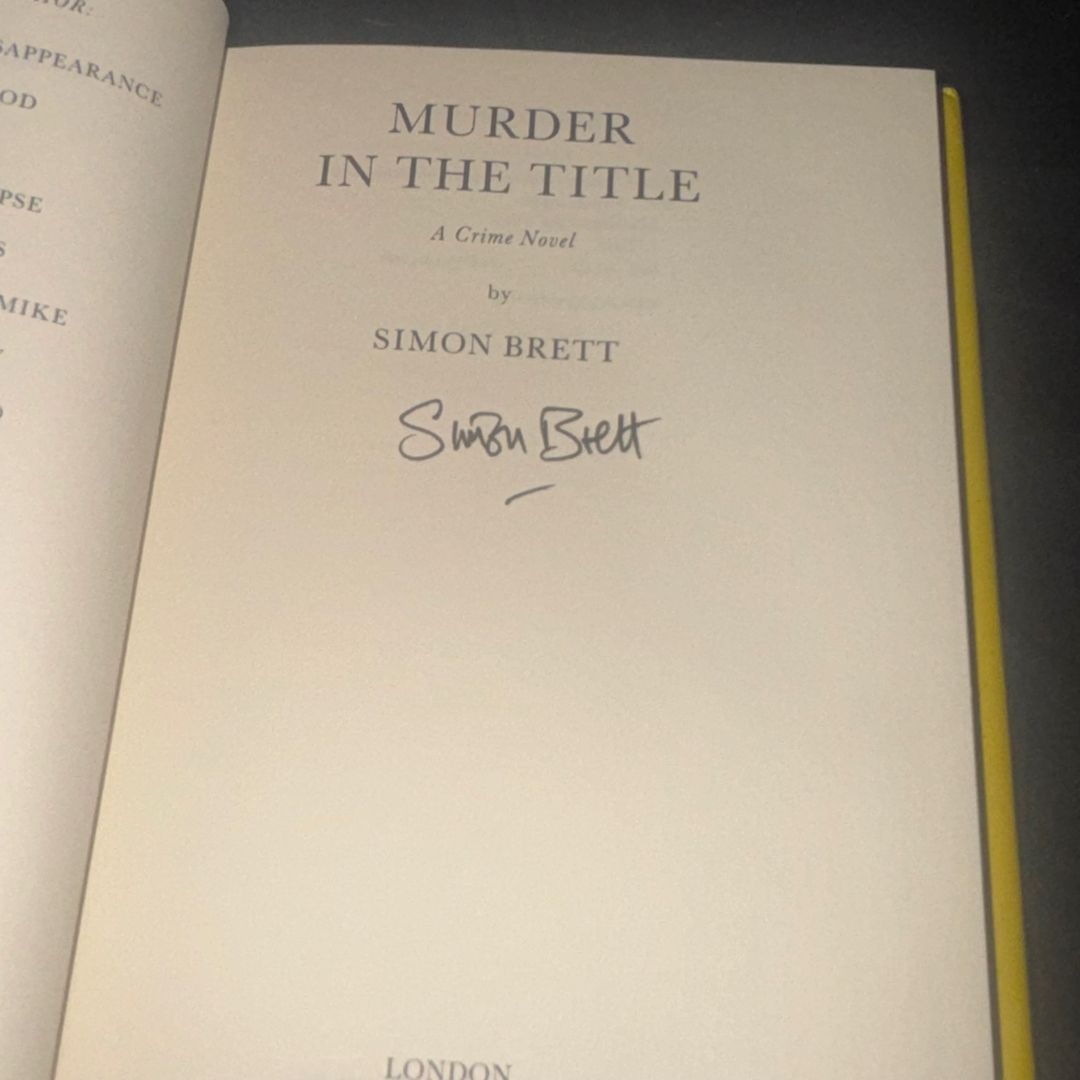 SAPPEARANCE
OD
PSE
S
MIKE
MURDER
IN THE TITLE
A Crime Novel
by
SIMON BRETT
Simon Brett
LONDON